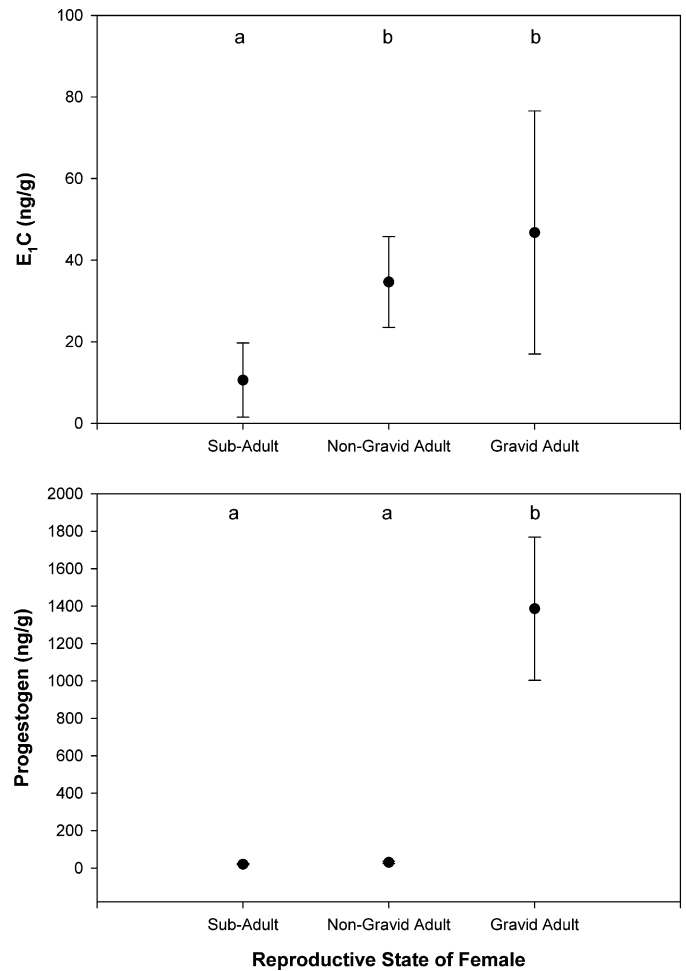 100
a b b
80
60
40
20
0
E1C (ng/g)
Sub-Adult Non-Gravid Adult Gravid Adult
2000
a a b
1800
1600
1400
1200
1000
800
600
400
200
0
Progestogen (ng/g)
Sub-Adult Non-Gravid Adult Gravid Adult
Reproductive State of Female